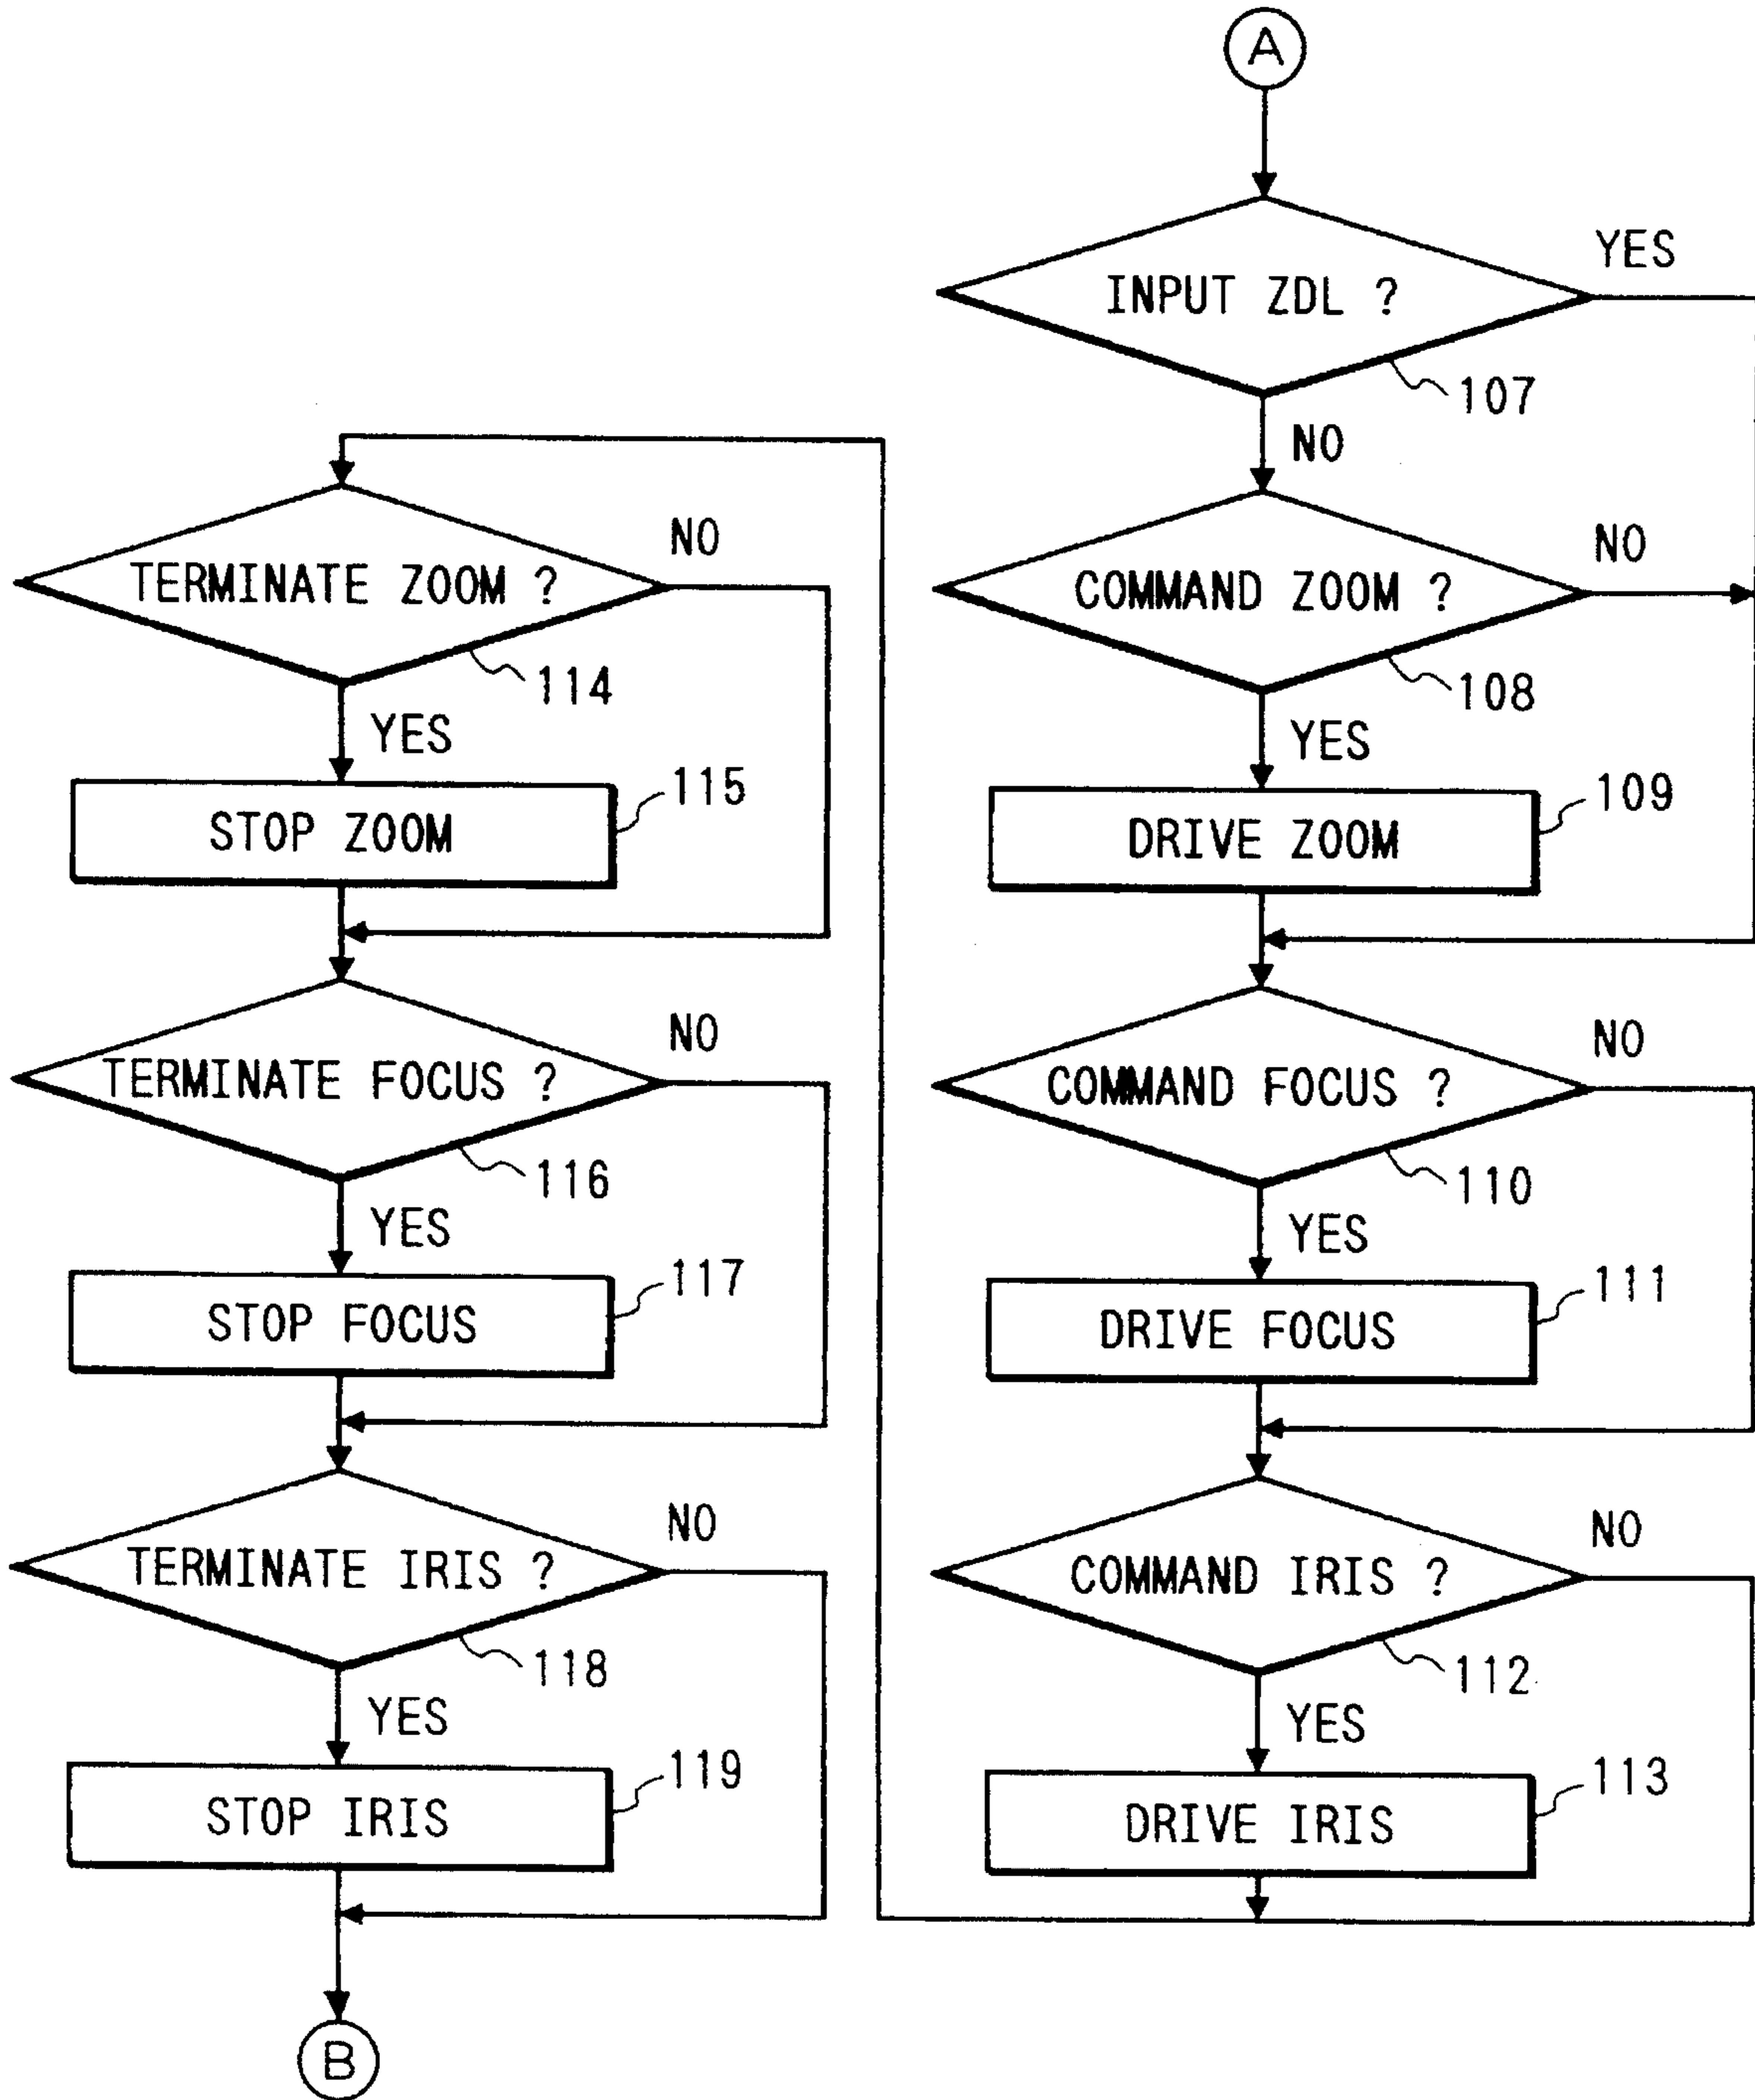 A
INPUT ZDL ?
YES
107
NO
COMMAND ZOOM ?
NO
108
YES
DRIVE ZOOM
109
COMMAND FOCUS ?
NO
110
YES
DRIVE FOCUS
111
COMMAND IRIS ?
NO
112
YES
DRIVE IRIS
113
TERMINATE ZOOM ?
NO
114
YES
STOP ZOOM
115
TERMINATE FOCUS ?
NO
116
YES
STOP FOCUS
117
TERMINATE IRIS ?
NO
118
YES
STOP IRIS
119
B